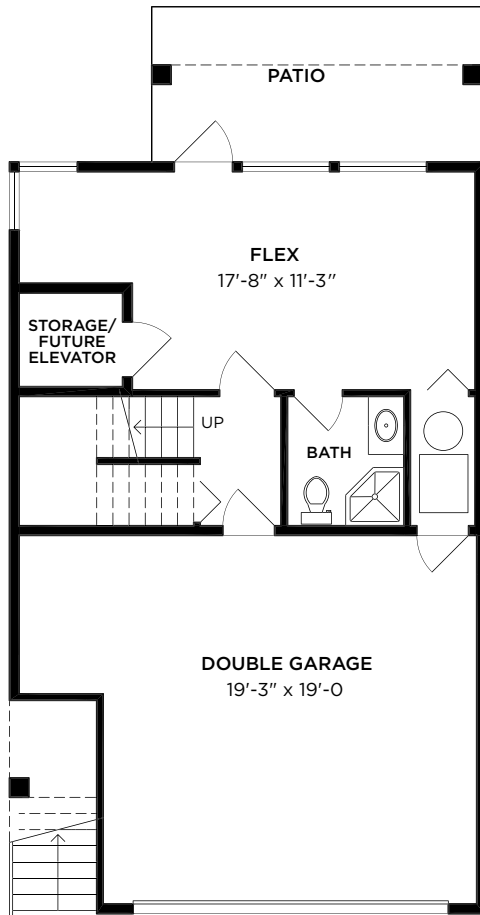 PATIO
FLEX
17'-8" x 11'-3"
STORAGE/
FUTURE
ELEVATOR
UP
BATH
DOUBLE GARAGE
19'-3" x 19'-0